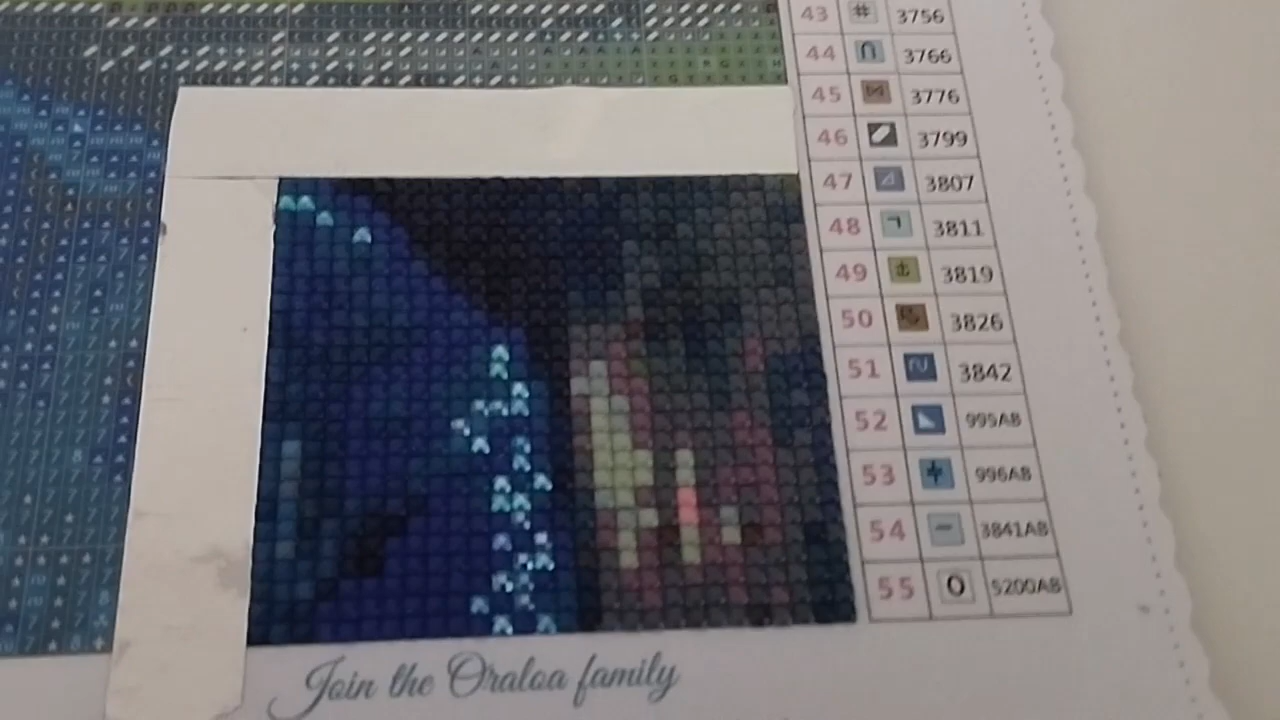 43 # 3756
44 3766
45 3776
46 3799
47 3807
48 3811
49 3819
50 3826
51 3842
52 995AB
53 996AB
54 3841AB
55 O 5200AB
Join the Oraloa family